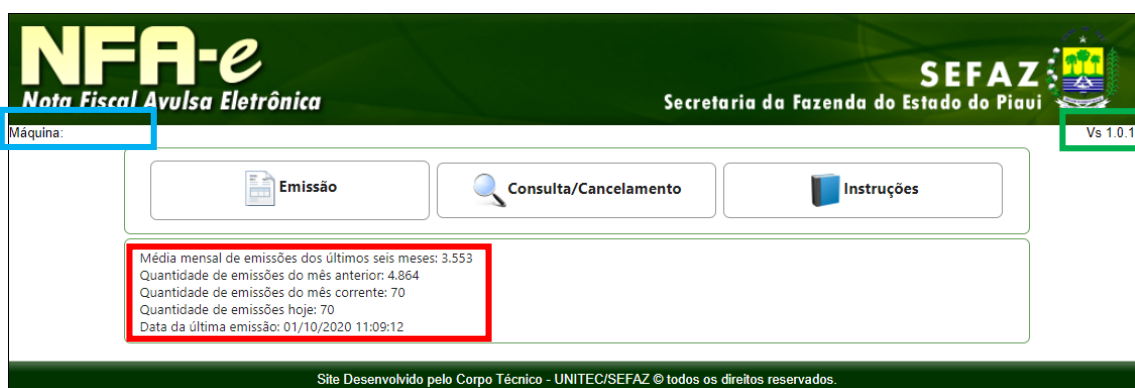 NFA-e
Nota Fiscal Avulsa Eletrônica
SEFAZ
Secretaria da Fazenda do Estado do Piauí
Máquina:
Vs 1.0.1
Emissão
Consulta/Cancelamento
Instruções
Média mensal de emissões dos últimos seis meses: 3.553
Quantidade de emissões do mês anterior: 4.864
Quantidade de emissões do mês corrente: 70
Quantidade de emissões hoje: 70
Data da última emissão: 01/10/2020 11:09:12
Site Desenvolvido pelo Corpo Técnico - UNITEC/SEFAZ © todos os direitos reservados.